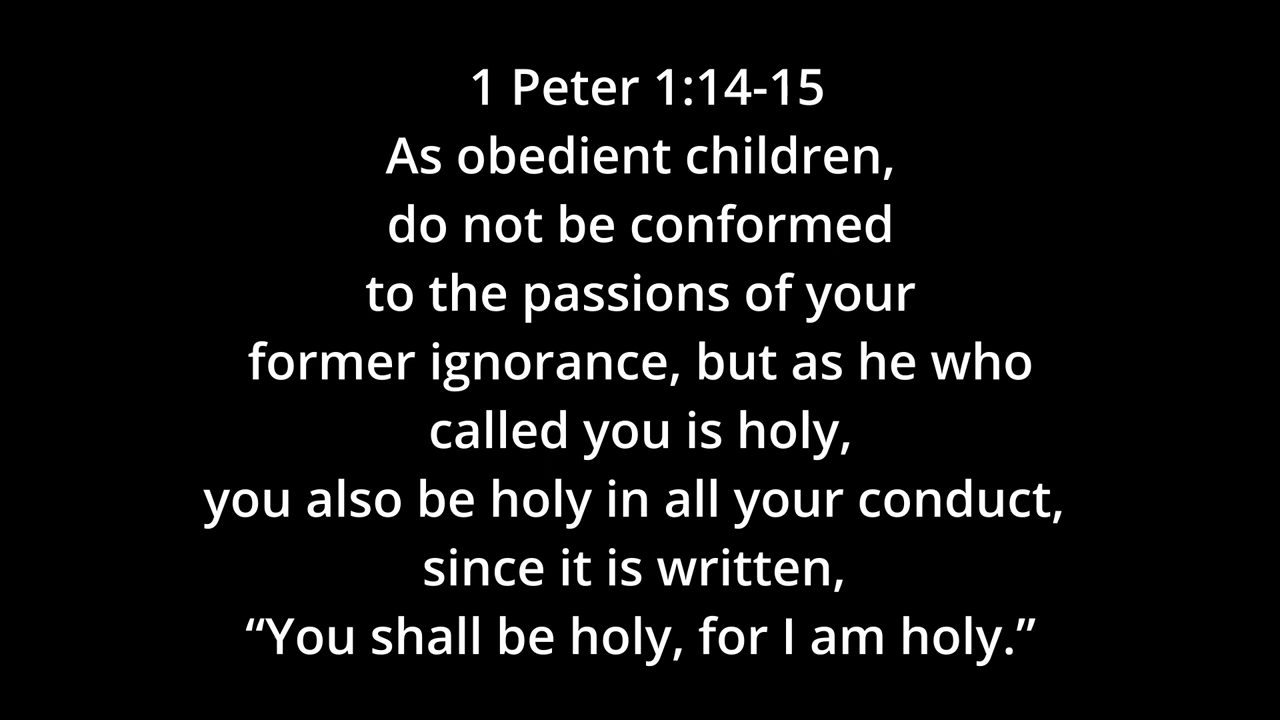 1 Peter 1:14-15
As obedient children,
do not be conformed
to the passions of your
former ignorance, but as he who
called you is holy,
you also be holy in all your conduct,
since it is written,
“You shall be holy, for I am holy.”